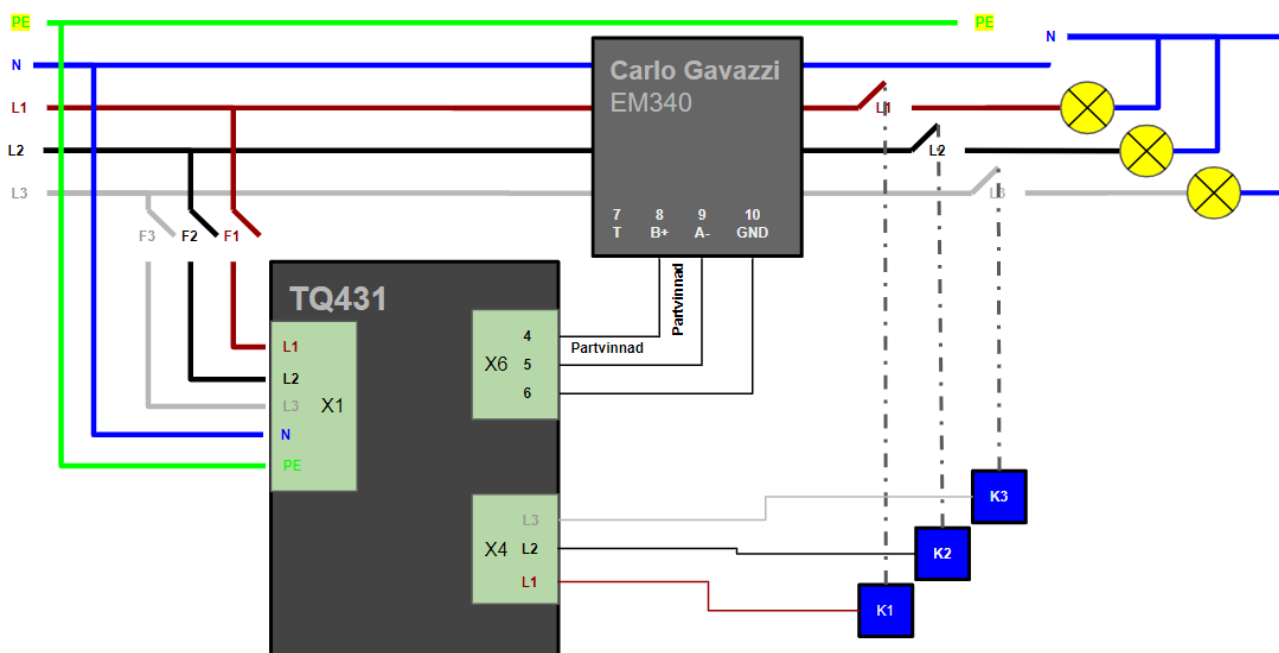 PE
PE
N
N
L1
L2
L3
Carlo Gavazzi
EM340
L1
L2
L3
7
8
9
10
T
B+
A-
GND
F3
F2
F1
TQ431
Partvinnad
Partvinnad
X1
L1
L2
L3
N
PE
X6
4
5
6
X4
L3
L2
L1
K3
K2
K1